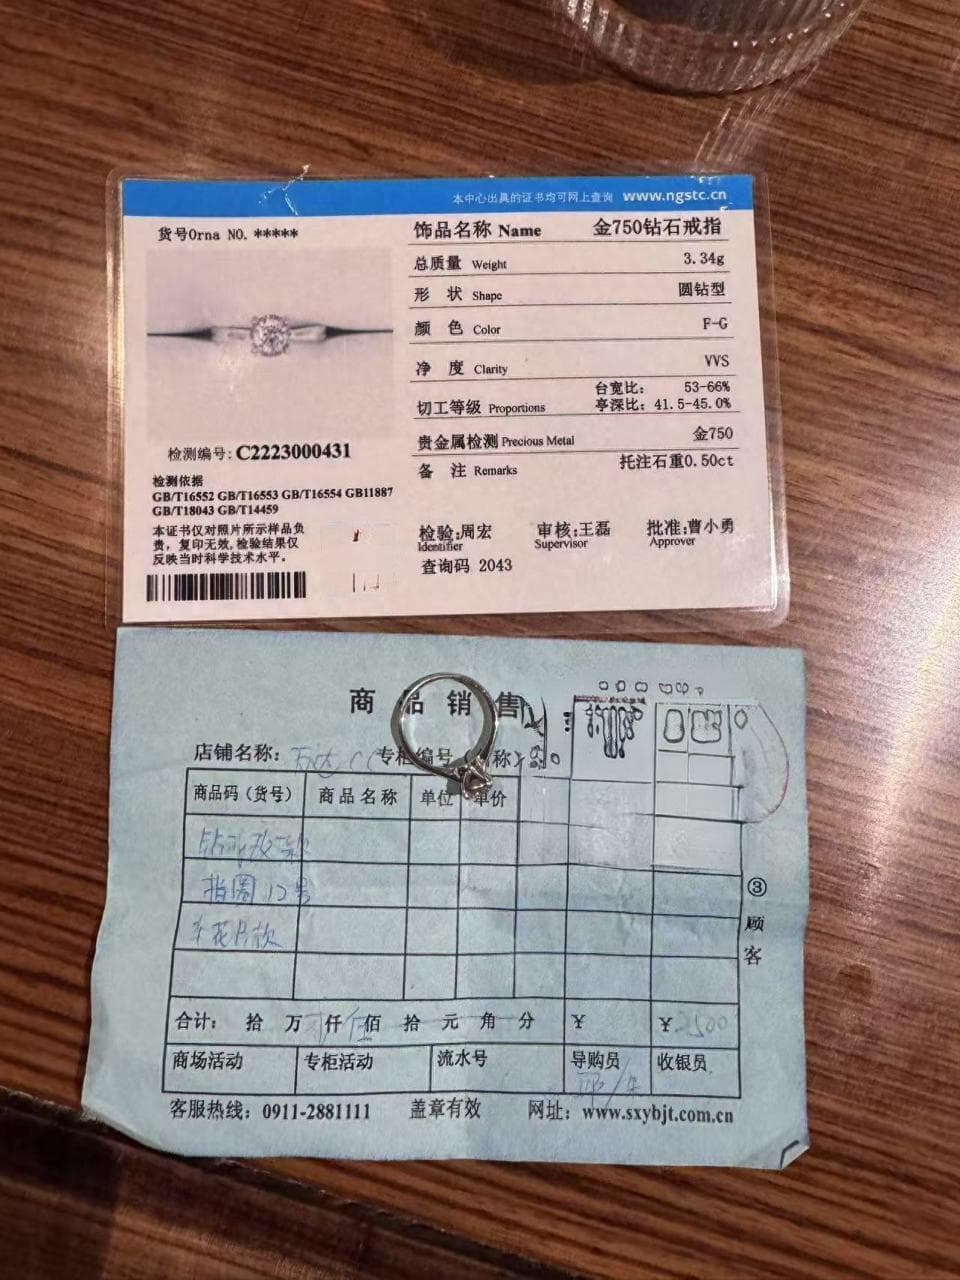 本中心出具的证书均可网上查询 www.ngstc.cn
货号Orna NO. *****
饰品名称 Name 金750钻石戒指
总质量 Weight 3.34g
形 状 Shape 圆钻型
颜 色 Color F-G
净 度 Clarity VVS
切工等级 Proportions 台宽比: 53-66%
亭深比: 41.5-45.0%
贵金属检测 Precious Metal 金750
备 注 Remarks 托注石重0.50ct
检测编号: C2223000431
检测依据
GB/T16552 GB/T16553 GB/T16554 GB11887
GB/T18043 GB/T14459
本证书仅对照片所示样品负
责，复印无效,检验结果仅
反映当时科学技术水平。
检验:周宏 审核:王磊 批准:曹小勇
Identifier Supervisor Approver
查询码 2043
商 品 销 售
店铺名称: 专柜编号 称)
商品码（货号） 商品名称 单位 单价
指圈12号
合计: 拾 万 仟 佰 拾 元 角 分 ¥ ¥
商场活动 专柜活动 流水号 导购员 收银员
客服热线: 0911-2881111 盖章有效 网址: www.sxybjt.com.cn
③
顾
客